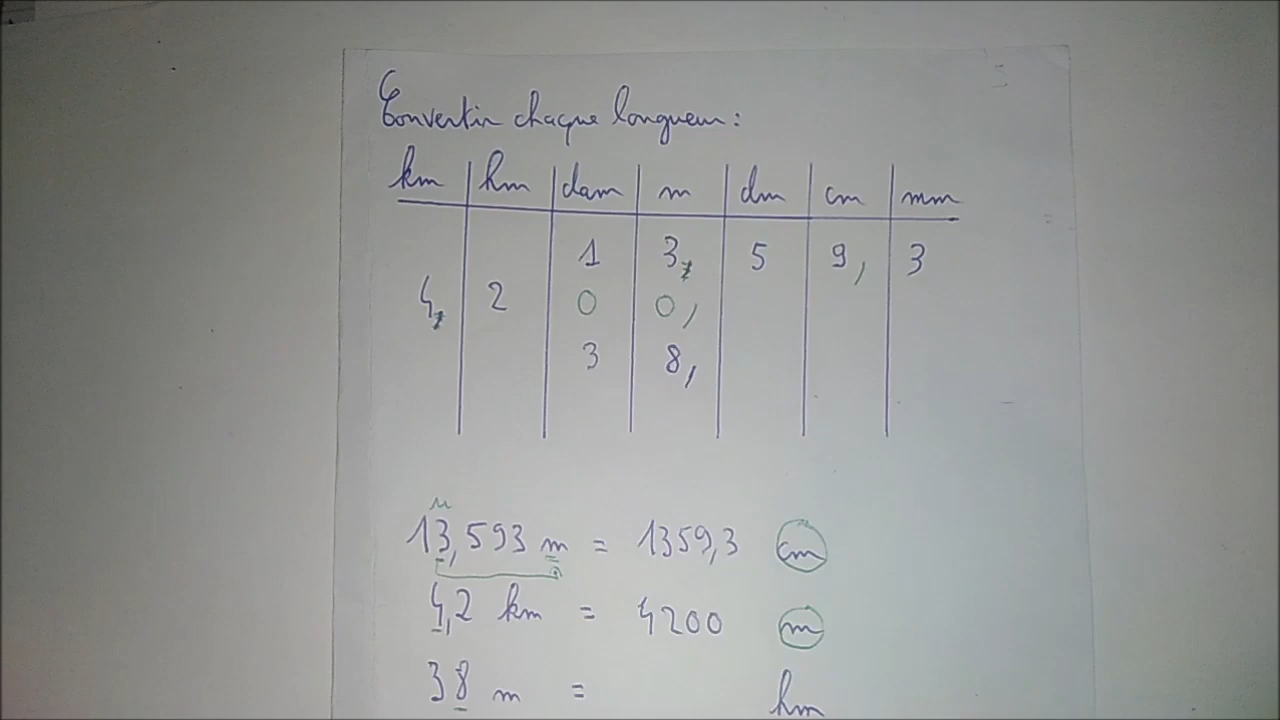 Convertir chaque longueur :
km hm dam m dm cm mm
1 3, 5 9, 3
4, 2 0 0,
3 8,
u
13,593 m = 1359,3 cm
4,2 km = 4200 m
38 m = hm